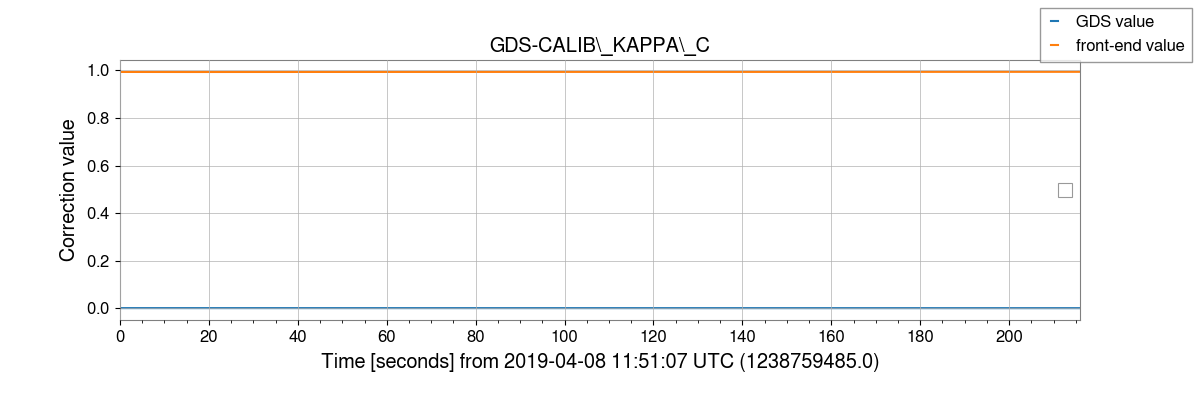 GDS value
front-end value
GDS-CALIB\_KAPPA\_C
1.0
0.8
0.6
0.4
0.2
0.0
Correction value
0 20 40 60 80 100 120 140 160 180 200
Time [seconds] from 2019-04-08 11:51:07 UTC (1238759485.0)